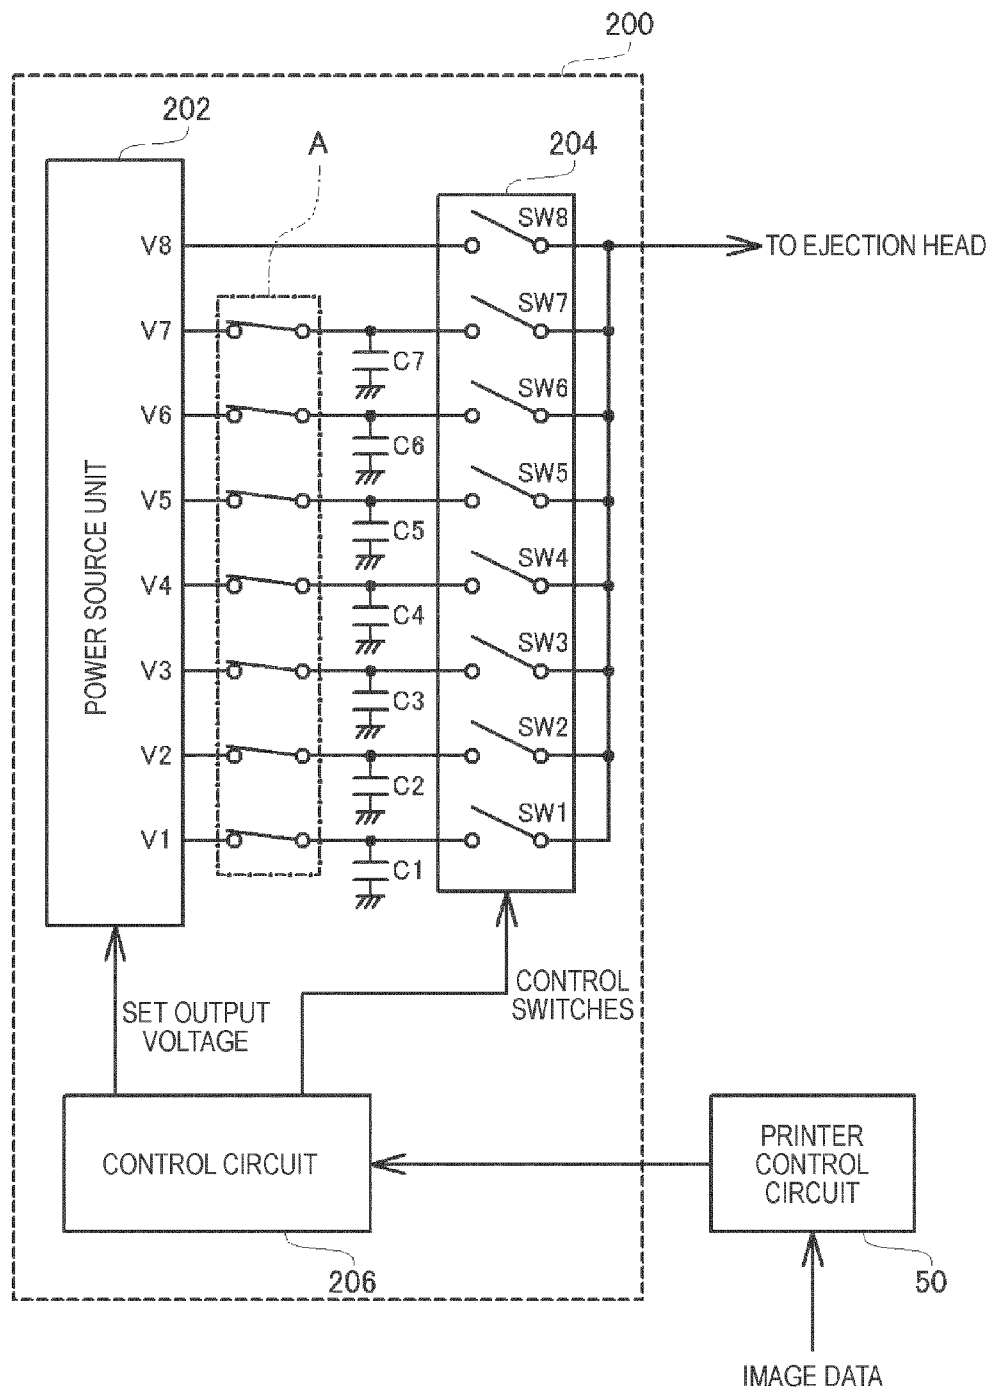 200
202
A
204
V8
SW8
TO EJECTION HEAD
V7
SW7
C7
V6
SW6
C6
V5
SW5
C5
V4
SW4
C4
V3
SW3
C3
V2
SW2
C2
V1
SW1
C1
POWER SOURCE UNIT
SET OUTPUT
VOLTAGE
CONTROL
SWITCHES
CONTROL CIRCUIT
PRINTER
CONTROL
CIRCUIT
206
50
IMAGE DATA